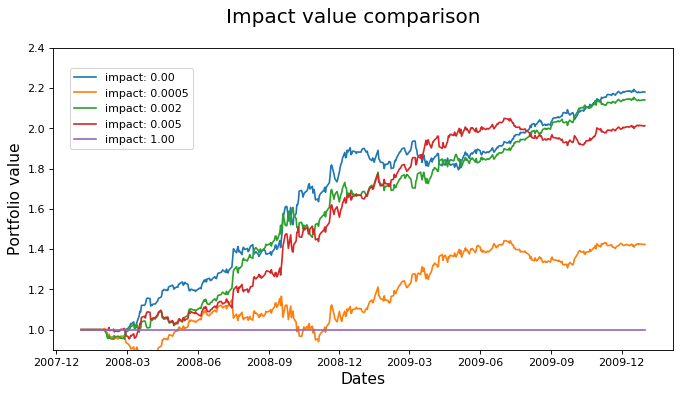 Impact value comparison
2.4
2.2
2.0
1.8
1.6
1.4
1.2
1.0
Portfolio value
impact: 0.00
impact: 0.0005
impact: 0.002
impact: 0.005
impact: 1.00
2007-12 2008-03 2008-06 2008-09 2008-12 2009-03 2009-06 2009-09 2009-12
Dates